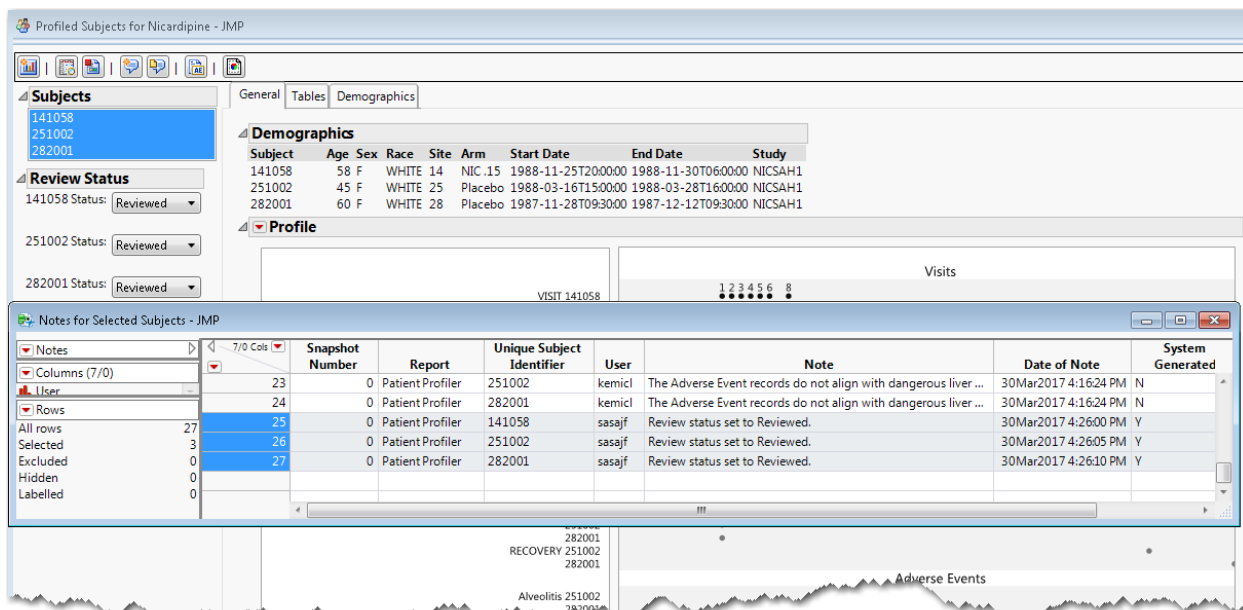 Profiled Subjects for Nicardipine - JMP
General Tables Demographics
Subjects
141058
251002
282001
Review Status
141058 Status: Reviewed
251002 Status: Reviewed
282001 Status: Reviewed
Demographics
Subject Age Sex Race Site Arm Start Date End Date Study
141058 58 F WHITE 14 NIC .15 1988-11-25T20:00:00 1988-11-30T06:00:00 NICSAH1
251002 45 F WHITE 25 Placebo 1988-03-16T15:00:00 1988-03-28T16:00:00 NICSAH1
282001 60 F WHITE 28 Placebo 1987-11-28T09:30:00 1987-12-12T09:30:00 NICSAH1
Profile
Visits
1 2 3 4 5 6 8
VISIT 141058
Notes for Selected Subjects - JMP
Notes
Columns (7/0)
User
Rows
All rows 27
Selected 3
Excluded 0
Hidden 0
Labelled 0
7/0 Cols Snapshot Number Report Unique Subject Identifier User Note Date of Note System Generated
23 0 Patient Profiler 251002 kemicl The Adverse Event records do not align with dangerous liver ... 30Mar2017 4:16:24 PM N
24 0 Patient Profiler 282001 kemicl The Adverse Event records do not align with dangerous liver ... 30Mar2017 4:16:24 PM N
25 0 Patient Profiler 141058 sasajf Review status set to Reviewed. 30Mar2017 4:26:00 PM Y
26 0 Patient Profiler 251002 sasajf Review status set to Reviewed. 30Mar2017 4:26:05 PM Y
27 0 Patient Profiler 282001 sasajf Review status set to Reviewed. 30Mar2017 4:26:10 PM Y
282001
RECOVERY 251002
282001
Adverse Events
Alveolitis 251002